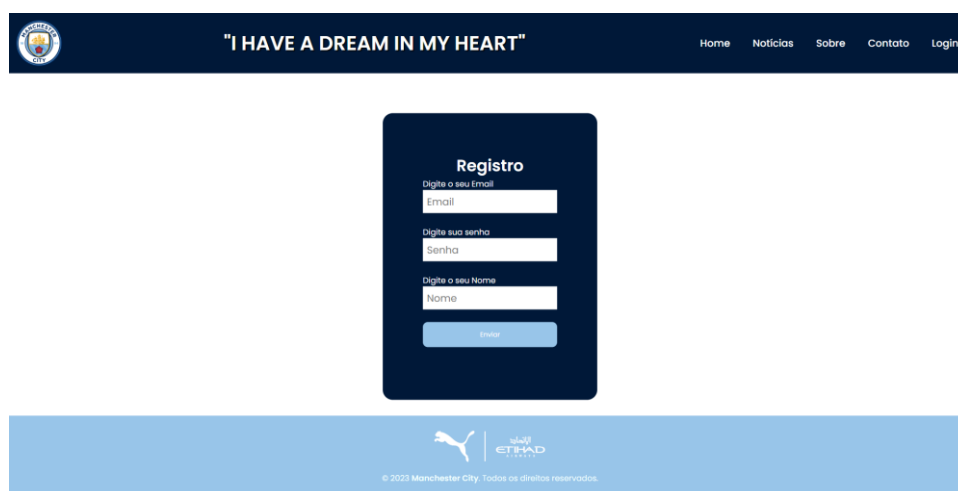 MANCHESTER
CITY
"I HAVE A DREAM IN MY HEART"
Home Notícias Sobre Contato Login
Registro
Digite o seu Email
Email
Digite sua senha
Senha
Digite o seu Nome
Nome
Enviar
ETIHAD
© 2023 Manchester City. Todos os direitos reservados.